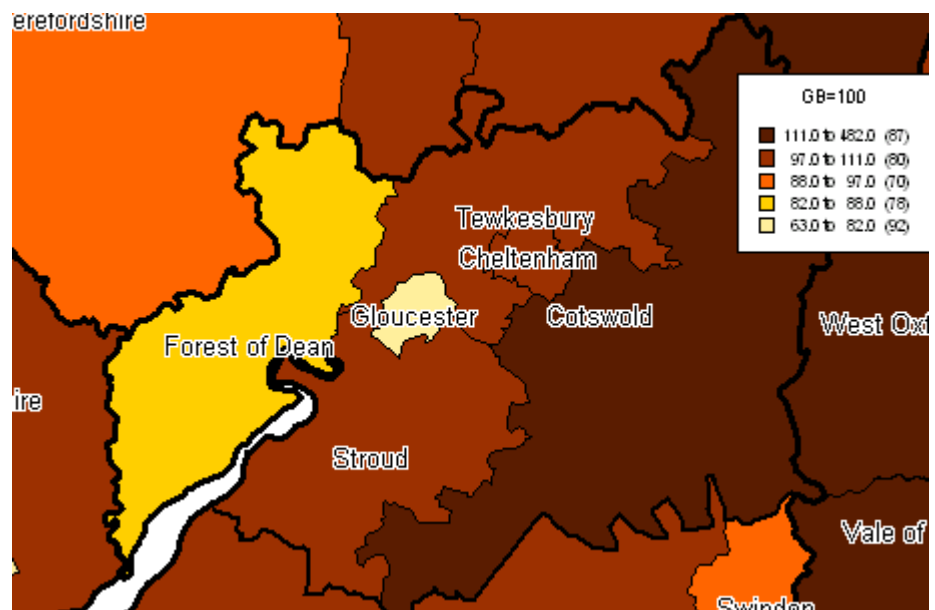 erefordshire
GB=100
111.0 to 482.0 (87)
97.0 to 111.0 (80)
88.0 to 97.0 (70)
82.0 to 88.0 (78)
63.0 to 82.0 (92)
Tewkesbury
Cheltenham
Gloucester
Cotswold
West Oxf
Forest of Dean
ire
Stroud
Vale of
Swindon